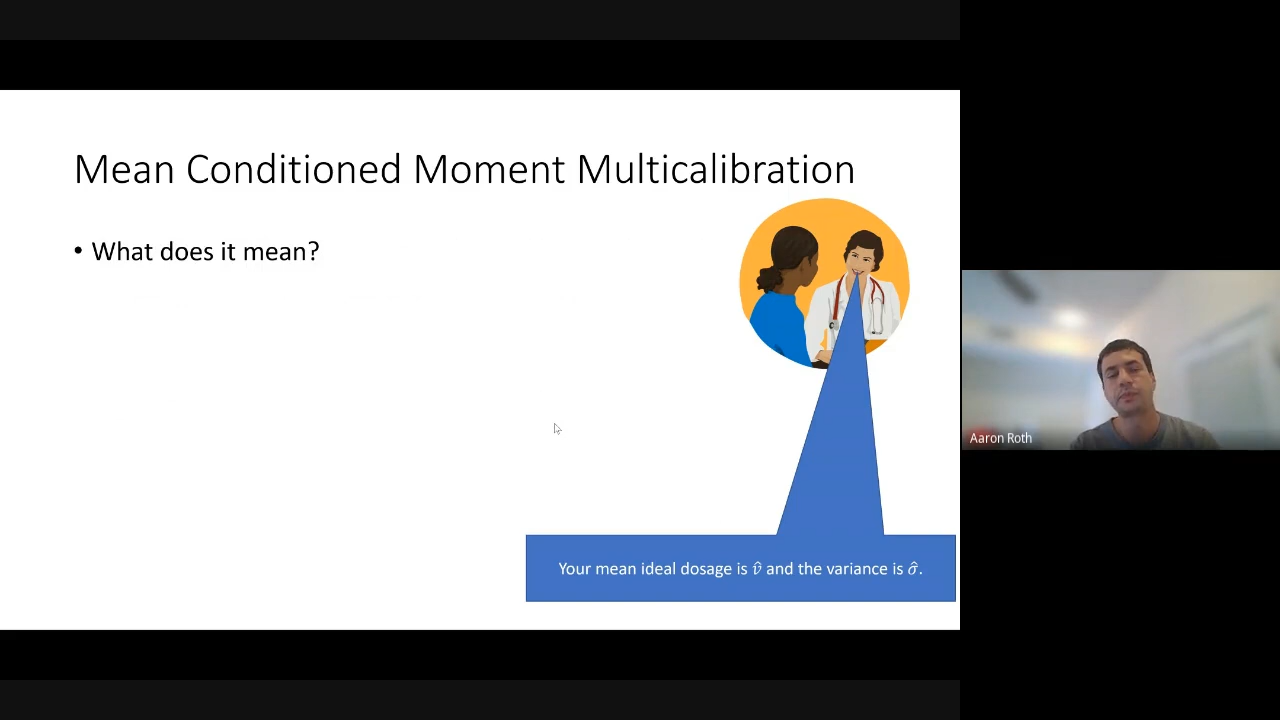 Mean Conditioned Moment Multicalibration
• What does it mean?
Your mean ideal dosage is v̂ and the variance is σ̂.
Aaron Roth